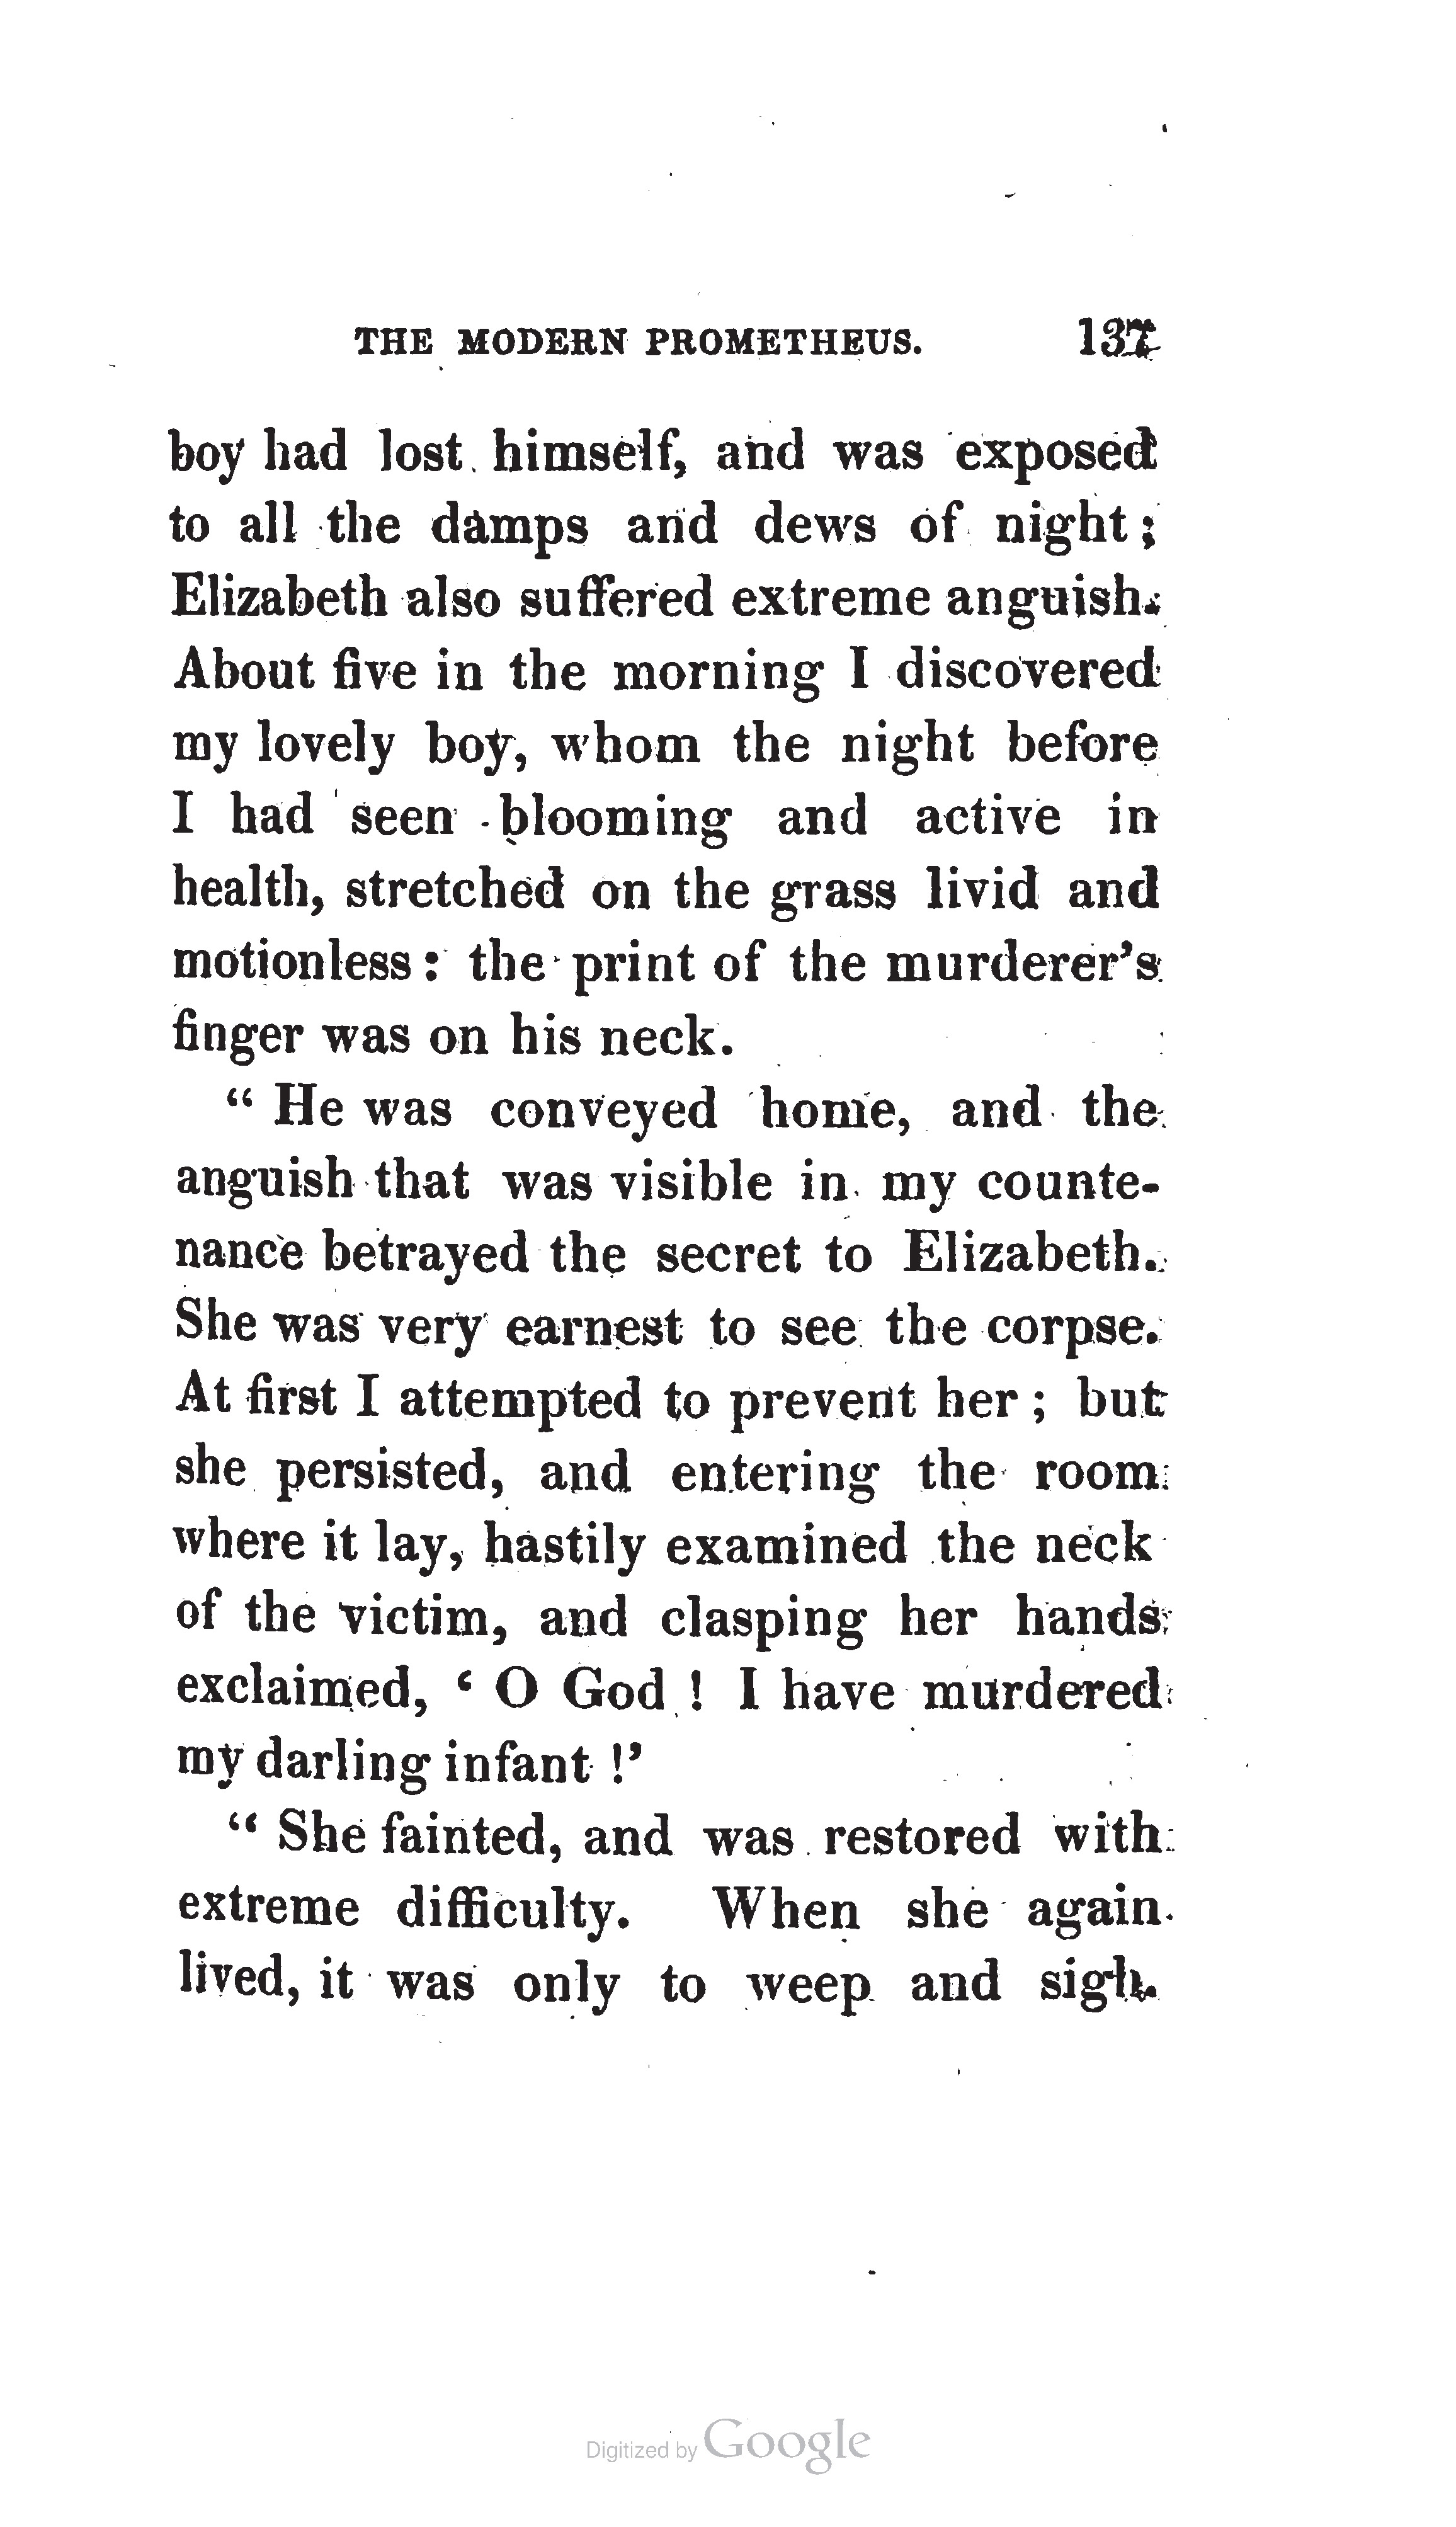 THE MODERN PROMETHEUS. 137
boy had lost himself, and was exposed
to all the damps and dews of night;
Elizabeth also suffered extreme anguish.
About five in the morning I discovered
my lovely boy, whom the night before
I had seen blooming and active in
health, stretched on the grass livid and
motionless: the print of the murderer's
finger was on his neck.
“ He was conveyed home, and the
anguish that was visible in my counte-
nance betrayed the secret to Elizabeth.
She was very earnest to see the corpse.
At first I attempted to prevent her; but
she persisted, and entering the room
where it lay, hastily examined the neck
of the victim, and clasping her hands
exclaimed, ‘ O God ! I have murdered
my darling infant !’
“ She fainted, and was restored with
extreme difficulty. When she again
lived, it was only to weep and sigh.
Digitized by Google